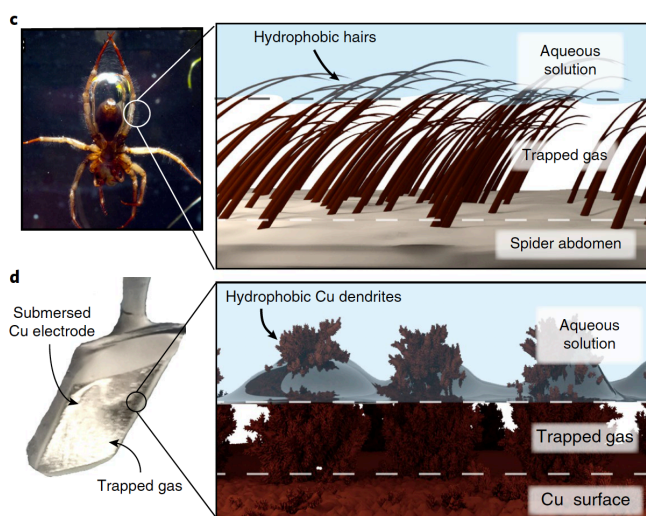 c
Hydrophobic hairs
Aqueous
solution
Trapped gas
Spider abdomen
d
Submersed
Cu electrode
Trapped gas
Hydrophobic Cu dendrites
Aqueous
solution
Trapped gas
Cu surface